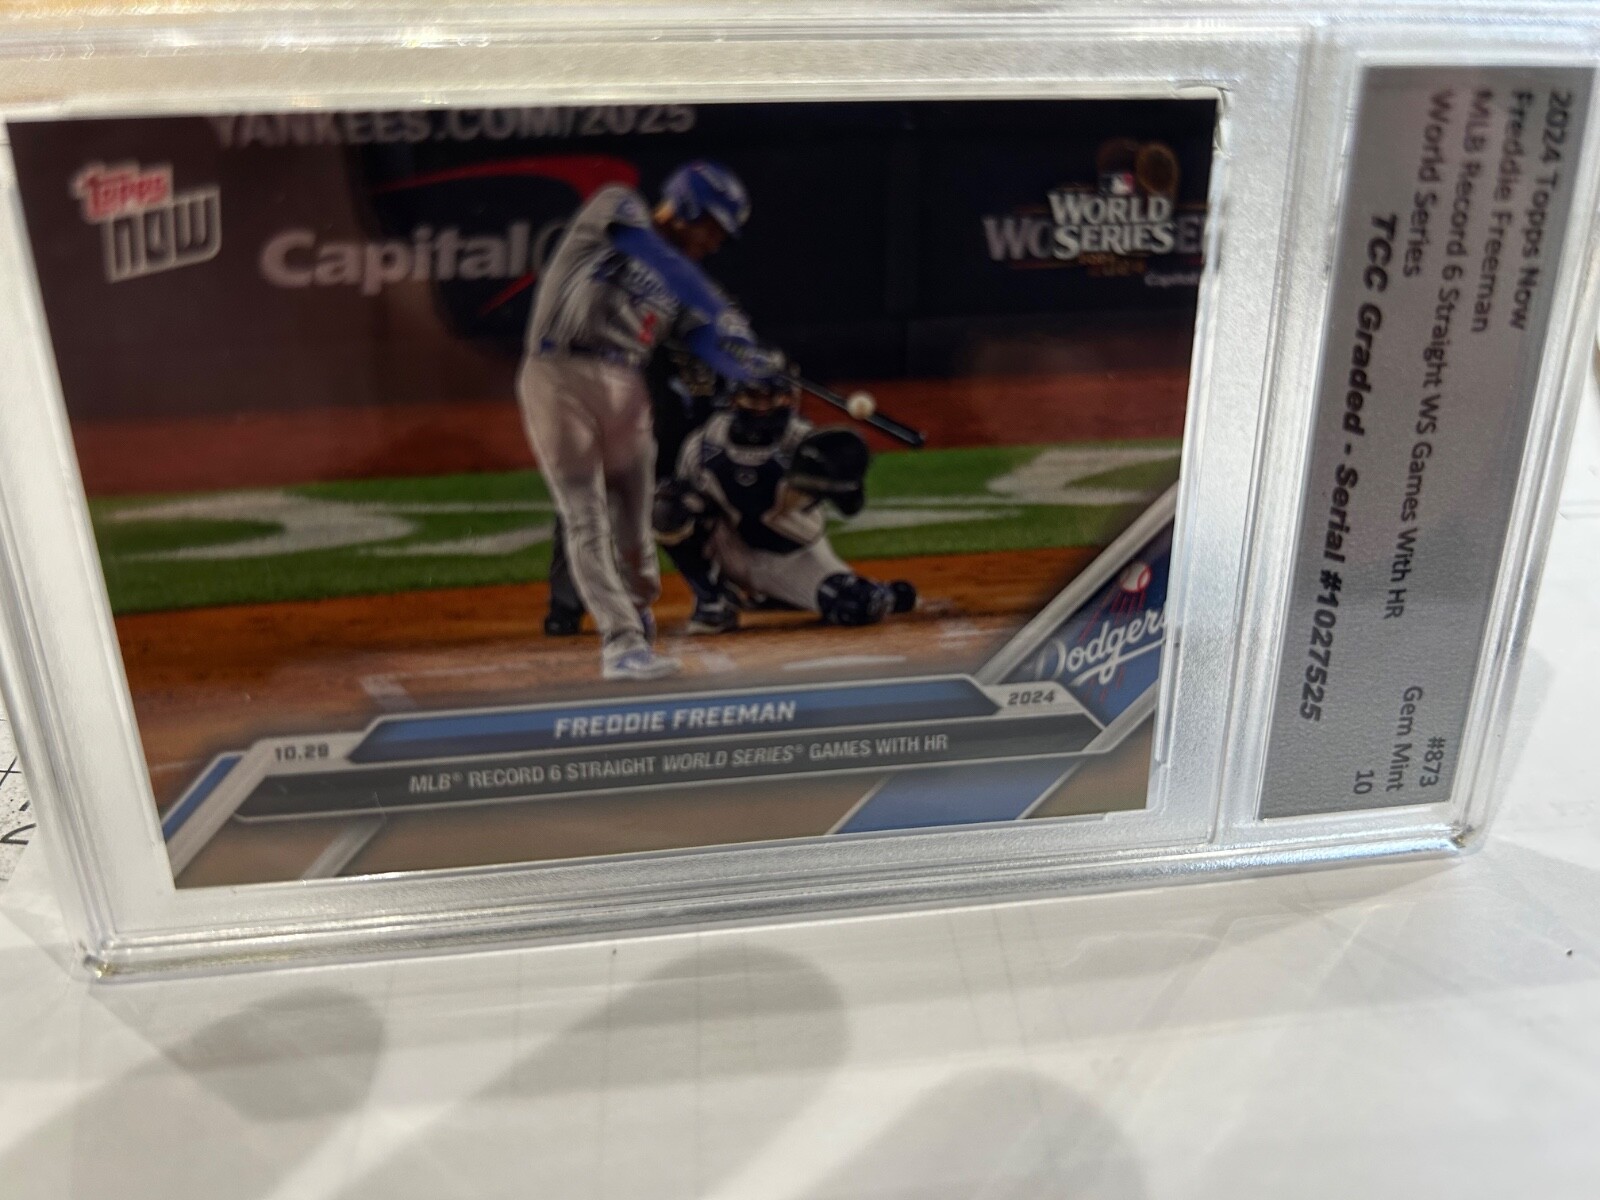 YANKEES.COM/2025
Topps
now
Capital
WORLD
SERIES
Dodgers
FREDDIE FREEMAN
2024
10.29
MLB® RECORD 6 STRAIGHT WORLD SERIES® GAMES WITH HR
2024 Topps Now #873
Freddie Freeman Gem Mint
MLB Record 6 Straight WS Games With HR 10
World Series
TCC Graded - Serial #1027525